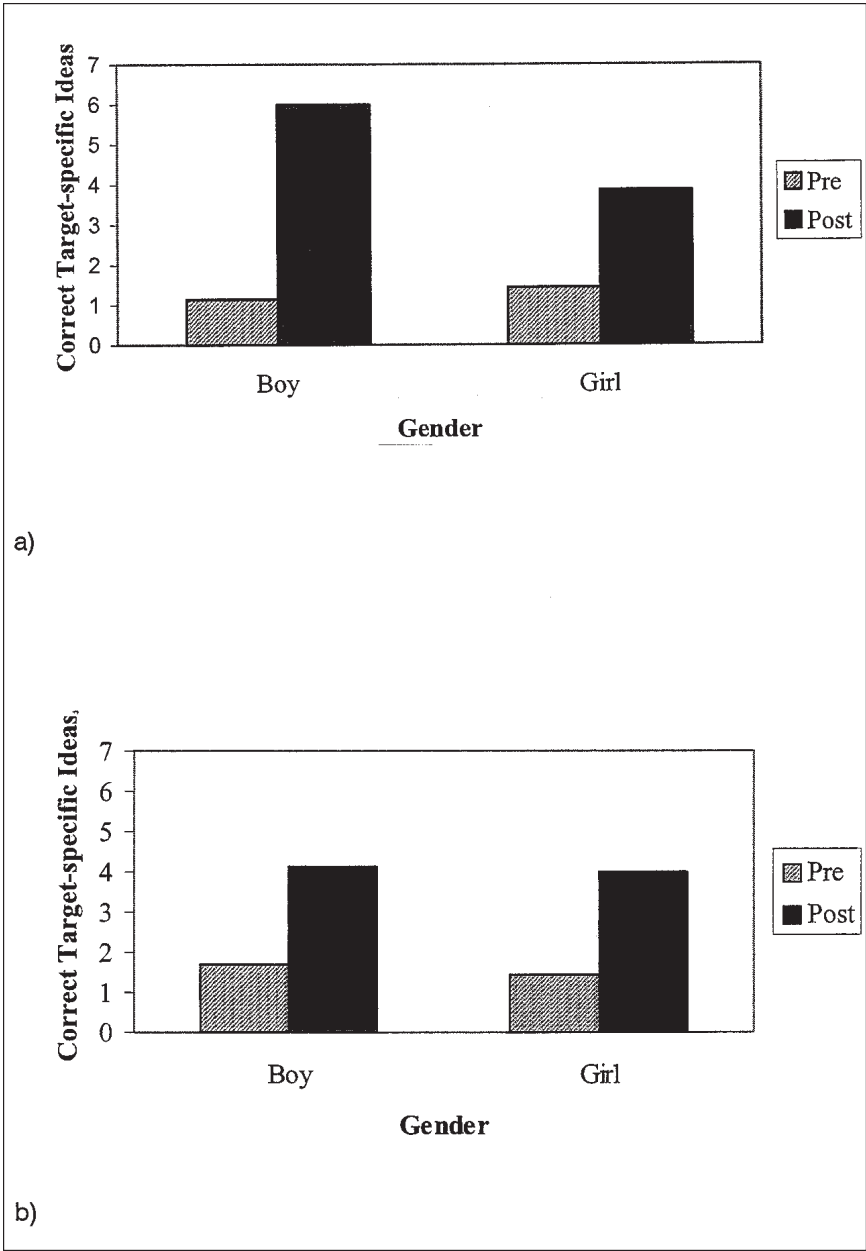 Correct Target-specific Ideas
7
6
5
4
3
2
1
0
Boy
Girl
Gender
Pre
Post
a)
Correct Target-specific Ideas,
7
6
5
4
3
2
1
0
Boy
Girl
Gender
Pre
Post
b)